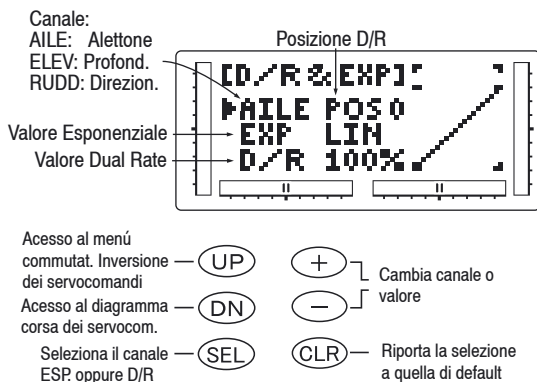 Canale:
AILE: Alettone
ELEV: Profond.
RUDD: Direzion.
Posizione D/R
[D/R&EXP]
AILE POS0
Valore Esponenziale
EXP LIN
Valore Dual Rate
D/R 100%
Acesso al menú
commutat. Inversione
dei servocomandi
UP
+
Cambia canale o
valore
Acesso al diagramma
corsa dei servocom.
DN
−
Seleziona il canale
ESP. oppure D/R
SEL
CLR
Riporta la selezione
a quella di default